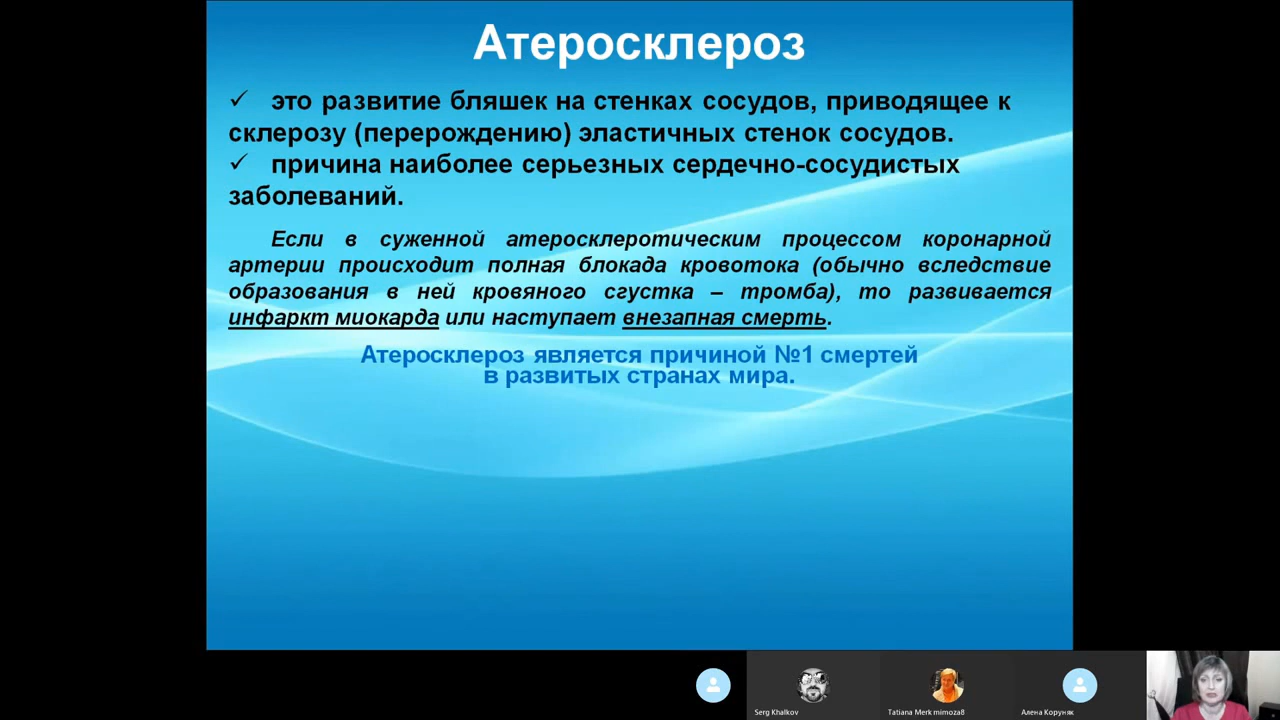 Атеросклероз
✓ это развитие бляшек на стенках сосудов, приводящее к
склерозу (перерождению) эластичных стенок сосудов.
✓ причина наиболее серьезных сердечно-сосудистых
заболеваний.
Если в суженной атеросклеротическим процессом коронарной
артерии происходит полная блокада кровотока (обычно вследствие
образования в ней кровяного сгустка – тромба), то развивается
инфаркт миокарда или наступает внезапная смерть.
Атеросклероз является причиной №1 смертей
в развитых странах мира.
Serg Khalkov
Tatiana Merk mimoza8
Алена Коруняк